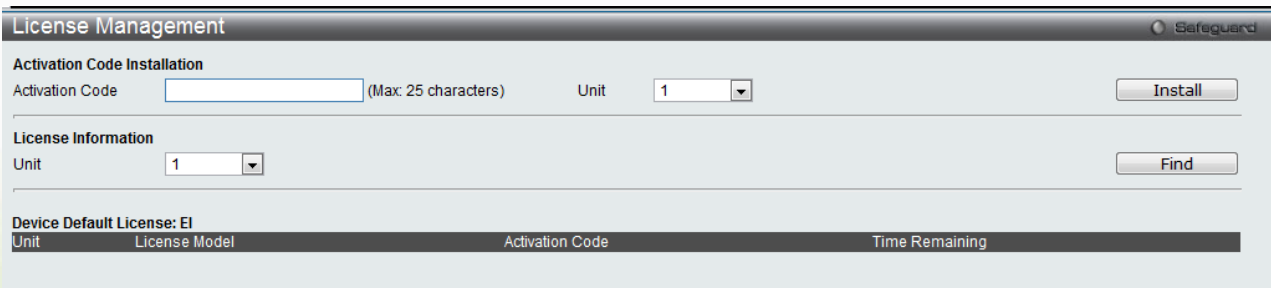 License Management Safeguard
Activation Code Installation
Activation Code (Max: 25 characters) Unit 1 Install
License Information
Unit 1 Find
Device Default License: EI
Unit License Model Activation Code Time Remaining